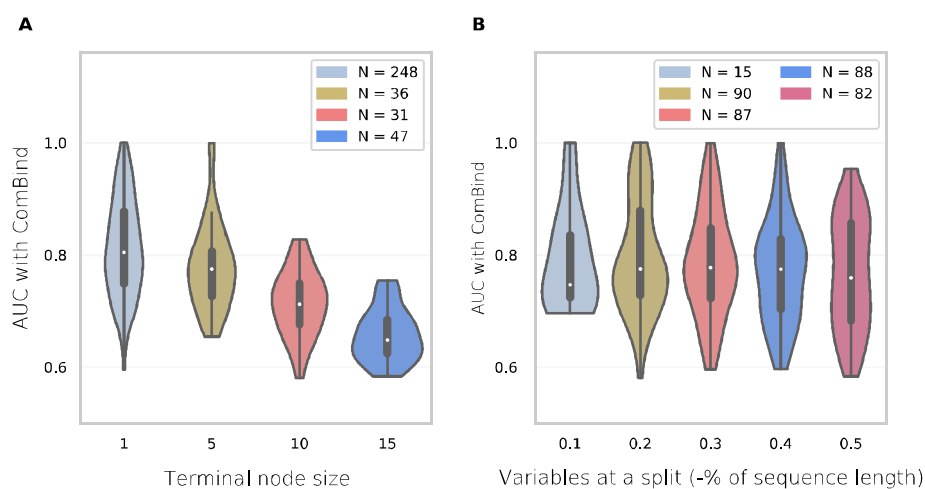 A
B
N = 248
N = 36
N = 31
N = 47
N = 15
N = 90
N = 87
N = 88
N = 82
AUC with ComBind
1.0
0.8
0.6
1
5
10
15
Terminal node size
AUC with ComBind
1.0
0.8
0.6
0.1
0.2
0.3
0.4
0.5
Variables at a split (-% of sequence length)